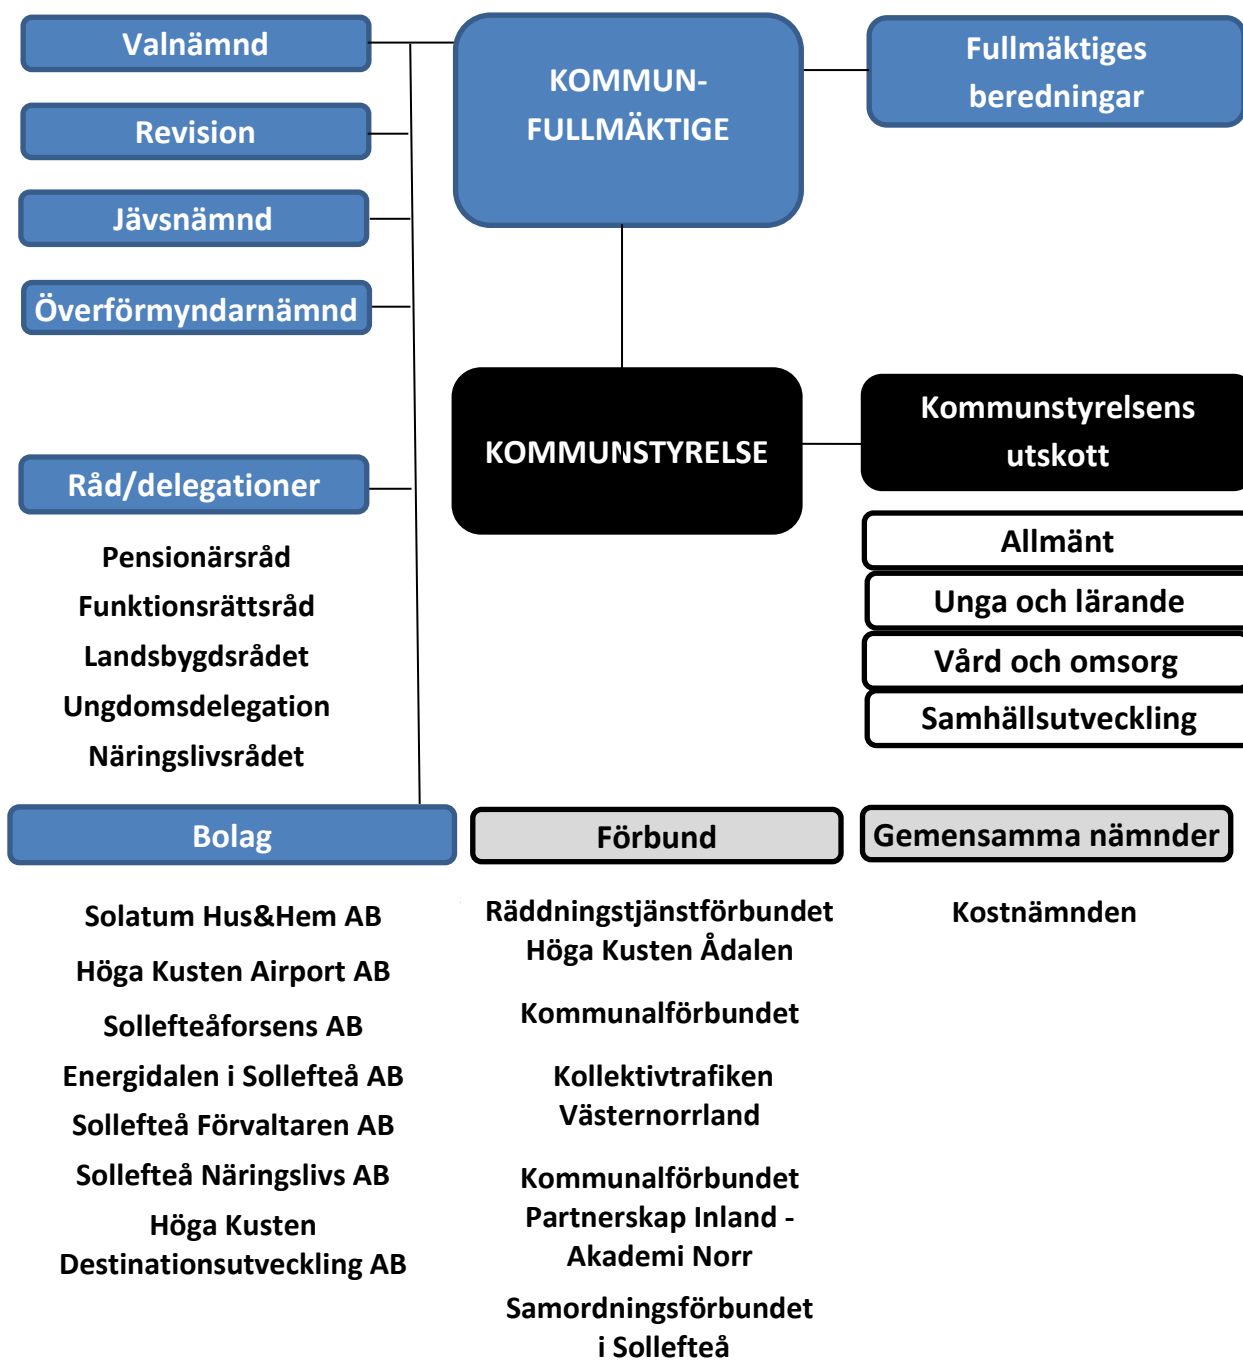 Valnämnd
Revision
Jävsnämnd
Överförmyndarnämnd
KOMMUN-
FULLMÄKTIGE
Fullmäktiges
beredningar
KOMMUNSTYRELSE
Kommunstyrelsens
utskott
Allmänt
Unga och lärande
Vård och omsorg
Samhällsutveckling
Råd/delegationer
Pensionärsråd
Funktionsrättsråd
Landsbygdsrådet
Ungdomsdelegation
Näringslivsrådet
Bolag
Solatum Hus&Hem AB
Höga Kusten Airport AB
Sollefteåforsens AB
Energidalen i Sollefteå AB
Sollefteå Förvaltaren AB
Sollefteå Näringslivs AB
Höga Kusten
Destinationsutveckling AB
Förbund
Räddningstjänstförbundet
Höga Kusten Ådalen
Kommunalförbundet
Kollektivtrafiken
Västernorrland
Kommunalförbundet
Partnerskap Inland -
Akademi Norr
Samordningsförbundet
i Sollefteå
Gemensamma nämnder
Kostnämnden